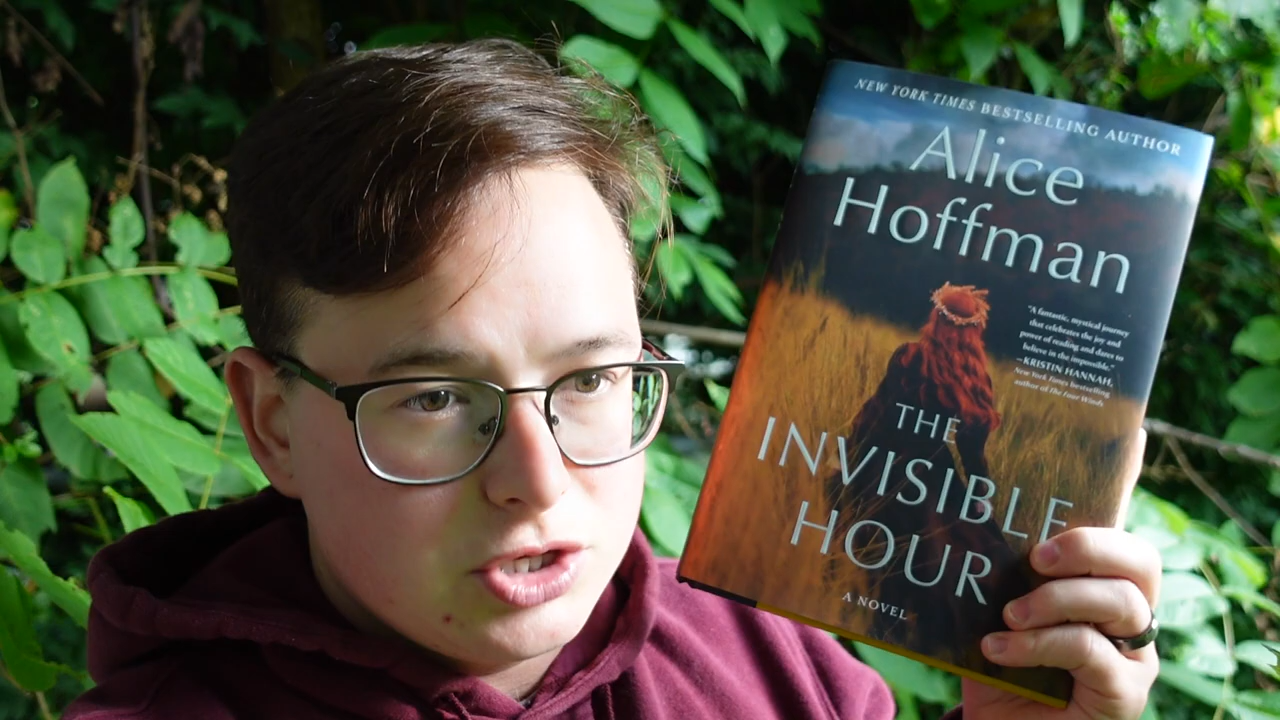 NEW YORK TIMES BESTSELLING AUTHOR
Alice
Hoffman
"A fantastic, mystical journey
that celebrates the joy and
power of reading and dares to
believe in the impossible."
—KRISTIN HANNAH,
New York Times bestselling
author of The Four Winds
THE
INVISIBLE
HOUR
A NOVEL